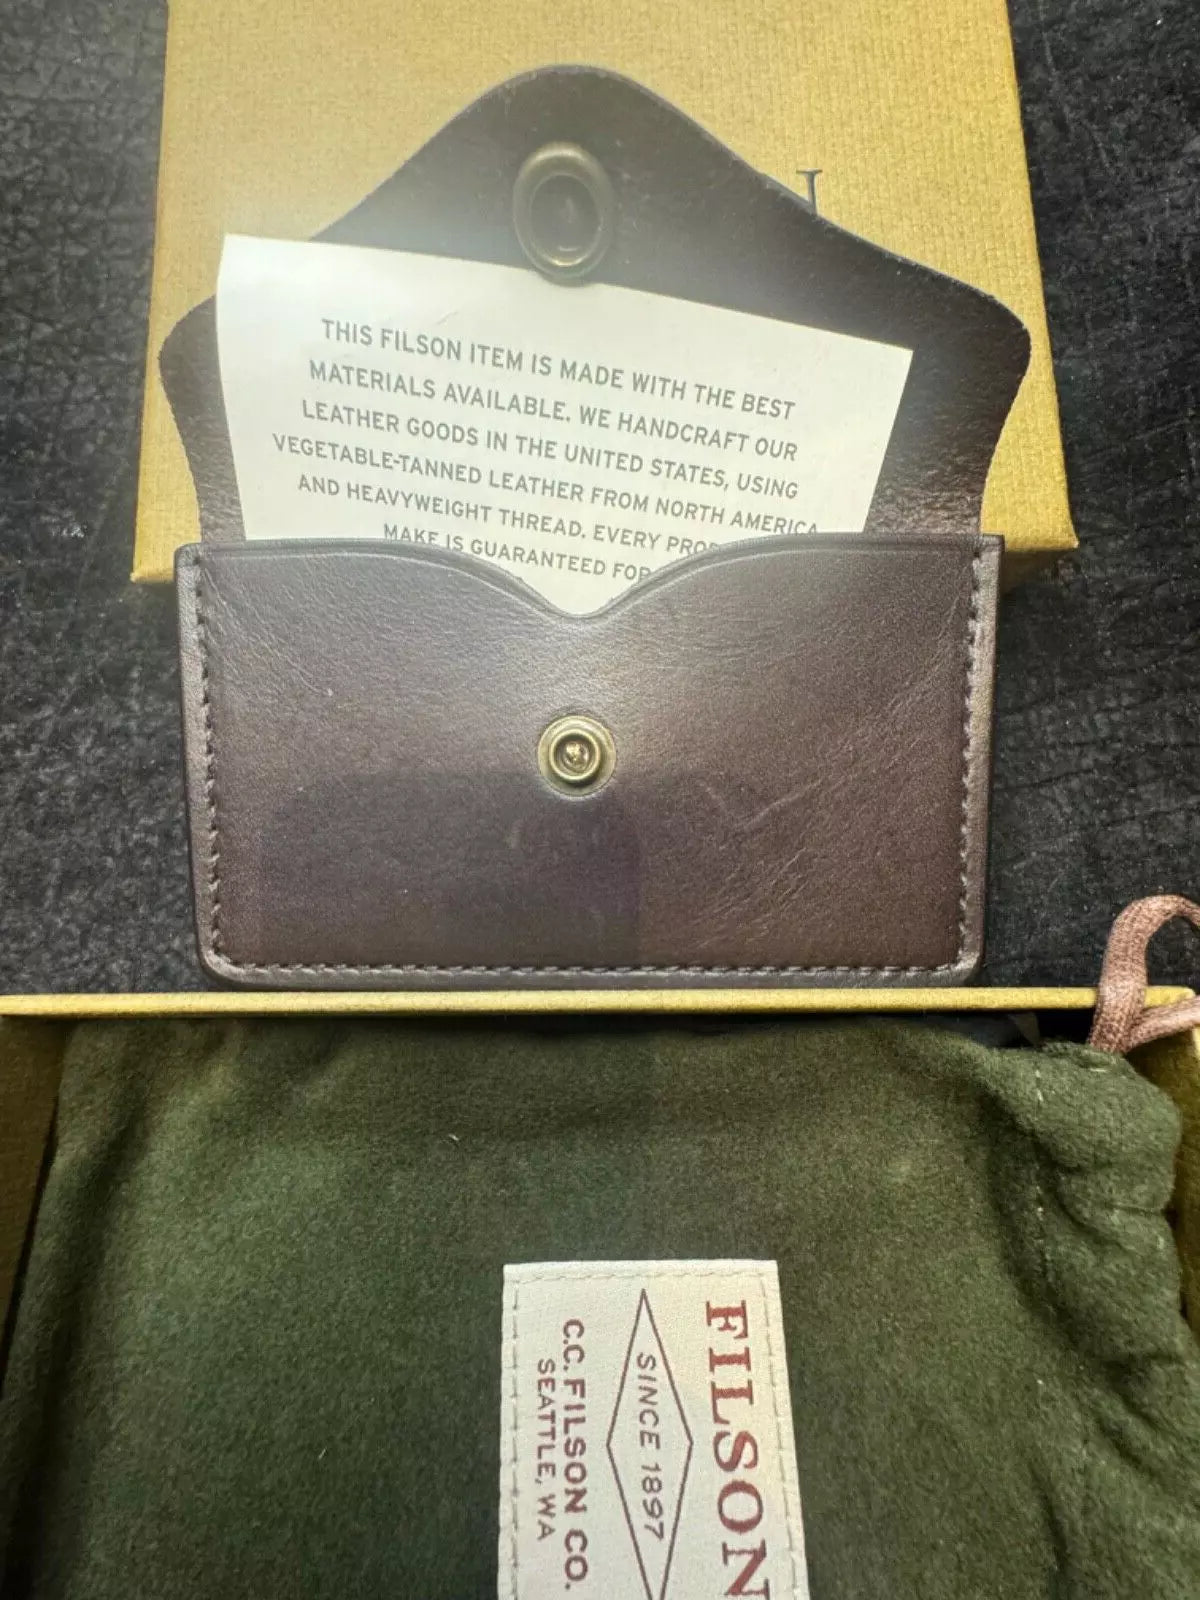 THIS FILSON ITEM IS MADE WITH THE BEST
MATERIALS AVAILABLE. WE HANDCRAFT OUR
LEATHER GOODS IN THE UNITED STATES, USING
VEGETABLE-TANNED LEATHER FROM NORTH AMERICA
AND HEAVYWEIGHT THREAD. EVERY
MAKE IS GUARANTEED FOR
FILSON
SINCE 1897
C.C. FILSON CO.
SEATTLE, WA